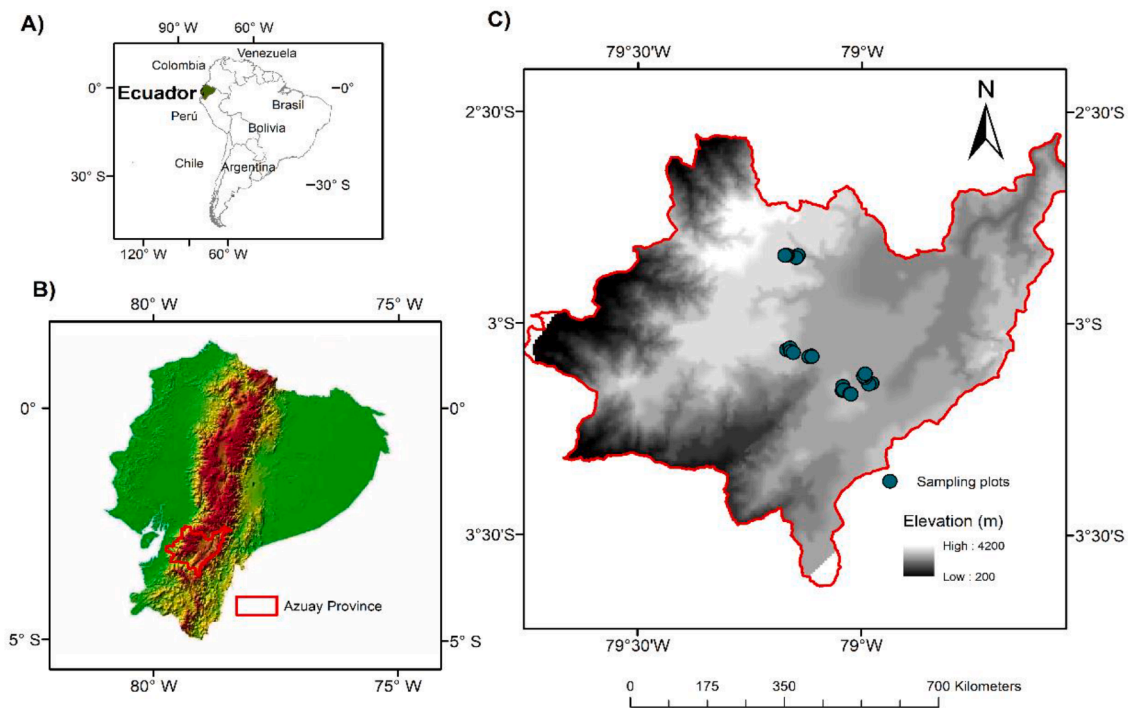 A)
90° W 60° W
Venezuela
Colombia
0° 0°
Ecuador
Brasil
Perú
Bolivia
Chile
Argentina
30° S 30° S
120° W 60° W
B)
80° W 75° W
0° 0°
Azuay Province
5° S 5° S
80° W 75° W
C)
79°30'W 79°W
N
2°30'S 2°30'S
3°S 3°S
Sampling plots
Elevation (m)
High : 4200
Low : 200
3°30'S 3°30'S
79°30'W 79°W
0 175 350 700 Kilometers